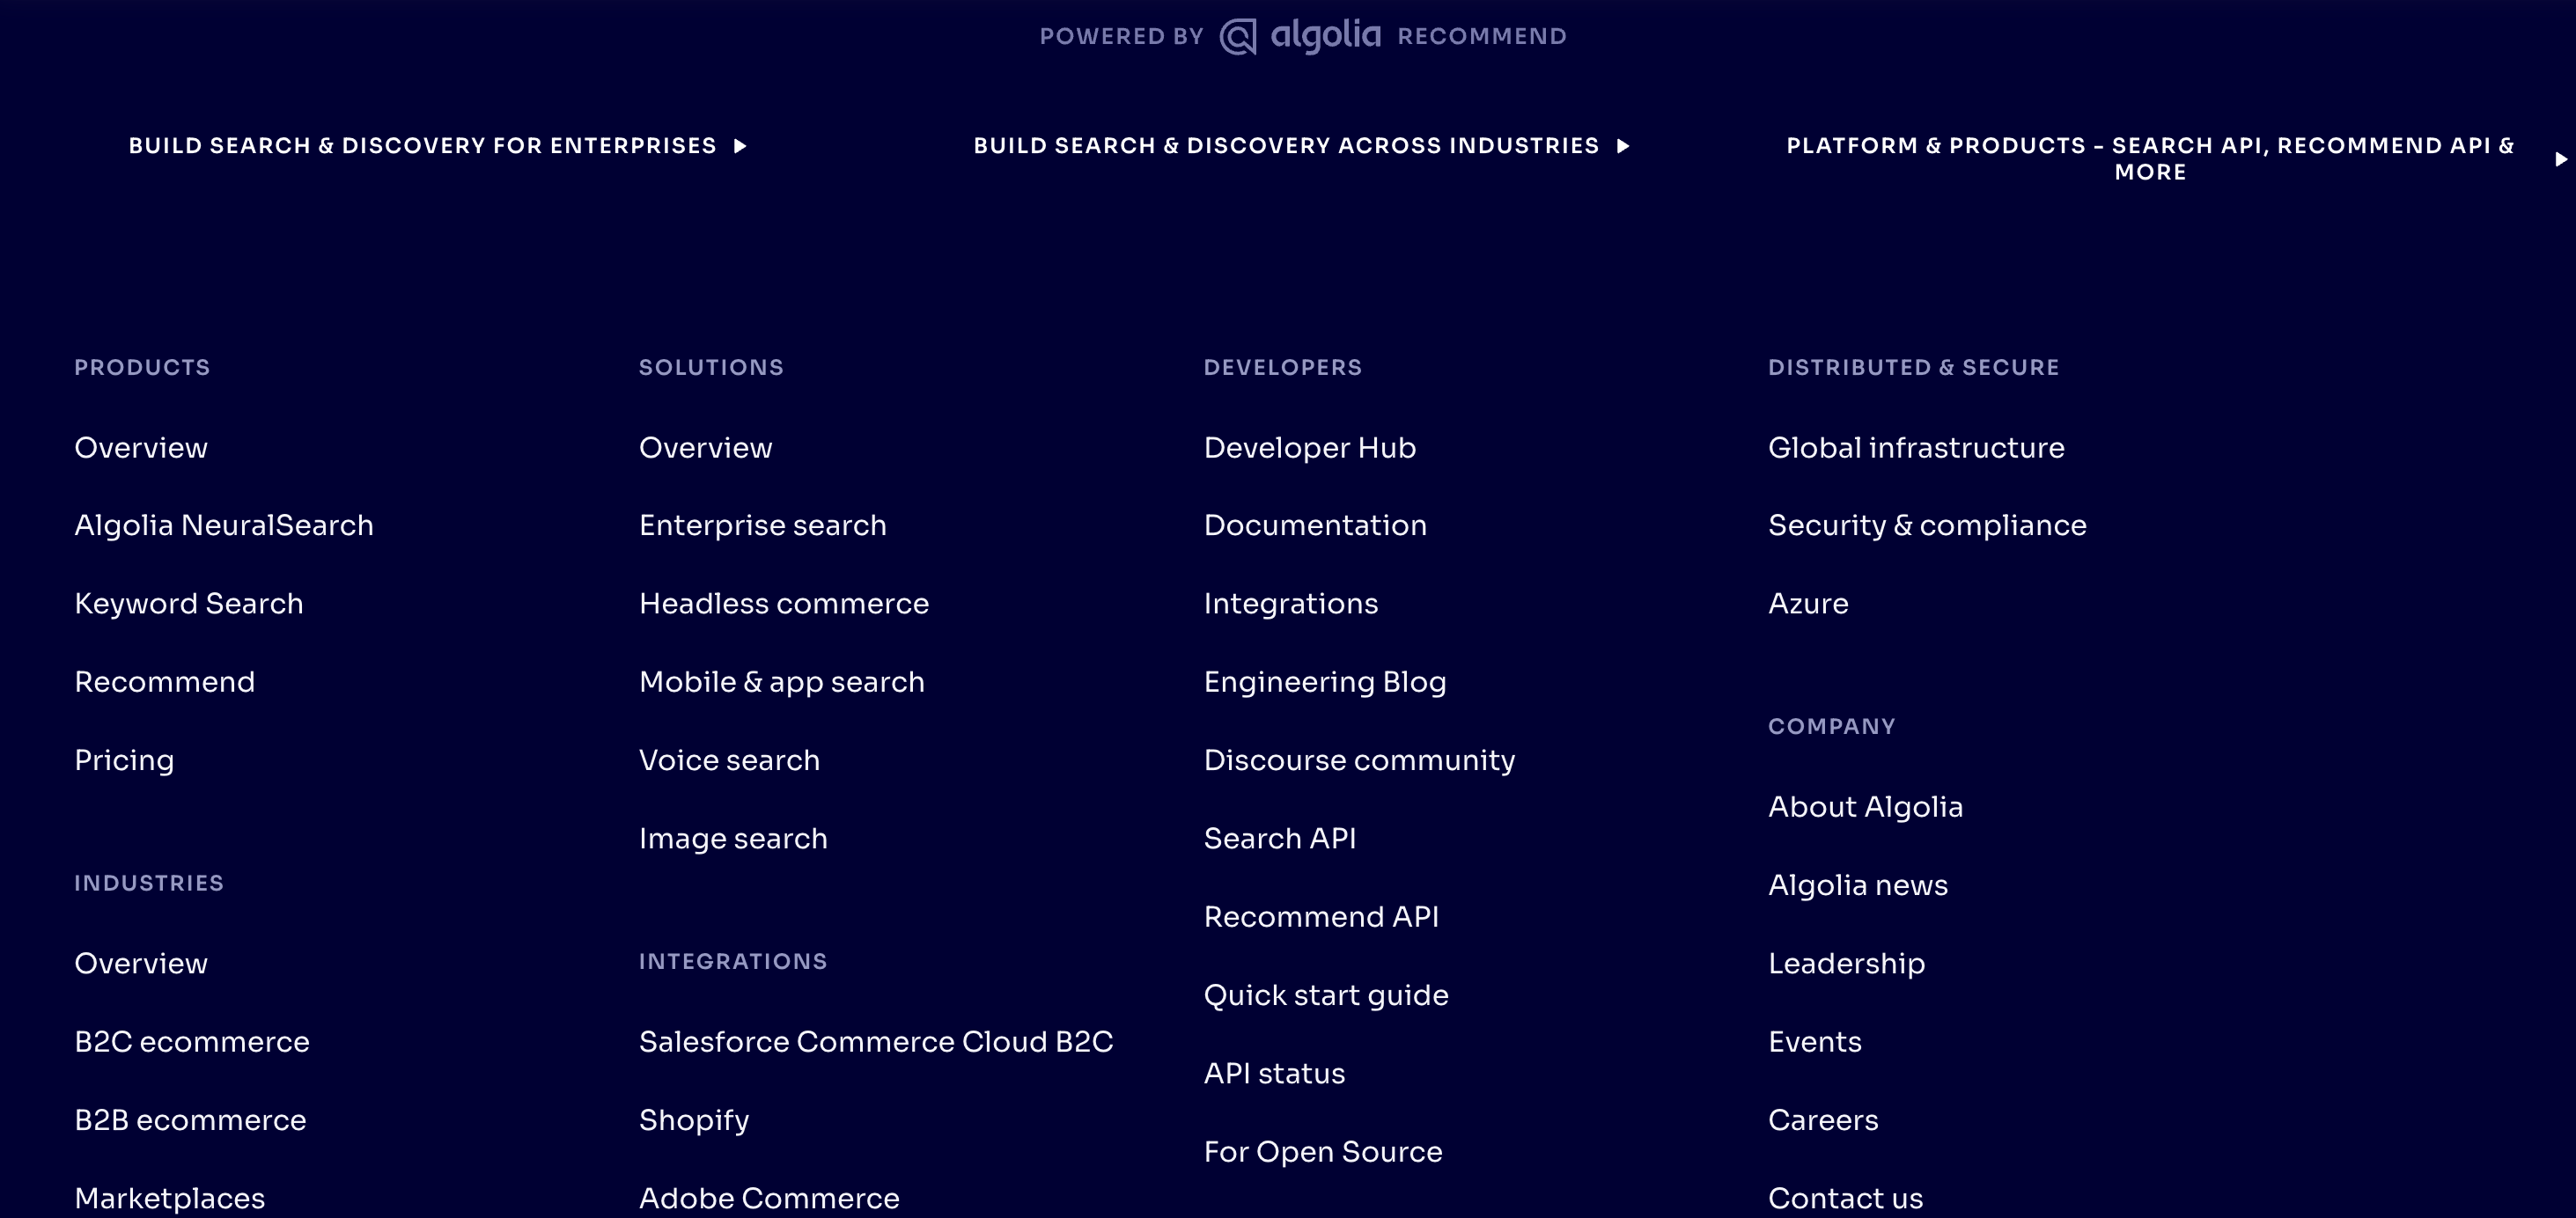 POWERED BY algolia RECOMMEND
BUILD SEARCH & DISCOVERY FOR ENTERPRISES
BUILD SEARCH & DISCOVERY ACROSS INDUSTRIES
PLATFORM & PRODUCTS – SEARCH API, RECOMMEND API &
MORE
PRODUCTS
Overview
Algolia NeuralSearch
Keyword Search
Recommend
Pricing
INDUSTRIES
Overview
B2C ecommerce
B2B ecommerce
Marketplaces
SOLUTIONS
Overview
Enterprise search
Headless commerce
Mobile & app search
Voice search
Image search
INTEGRATIONS
Salesforce Commerce Cloud B2C
Shopify
Adobe Commerce
DEVELOPERS
Developer Hub
Documentation
Integrations
Engineering Blog
Discourse community
Search API
Recommend API
Quick start guide
API status
For Open Source
DISTRIBUTED & SECURE
Global infrastructure
Security & compliance
Azure
COMPANY
About Algolia
Algolia news
Leadership
Events
Careers
Contact us